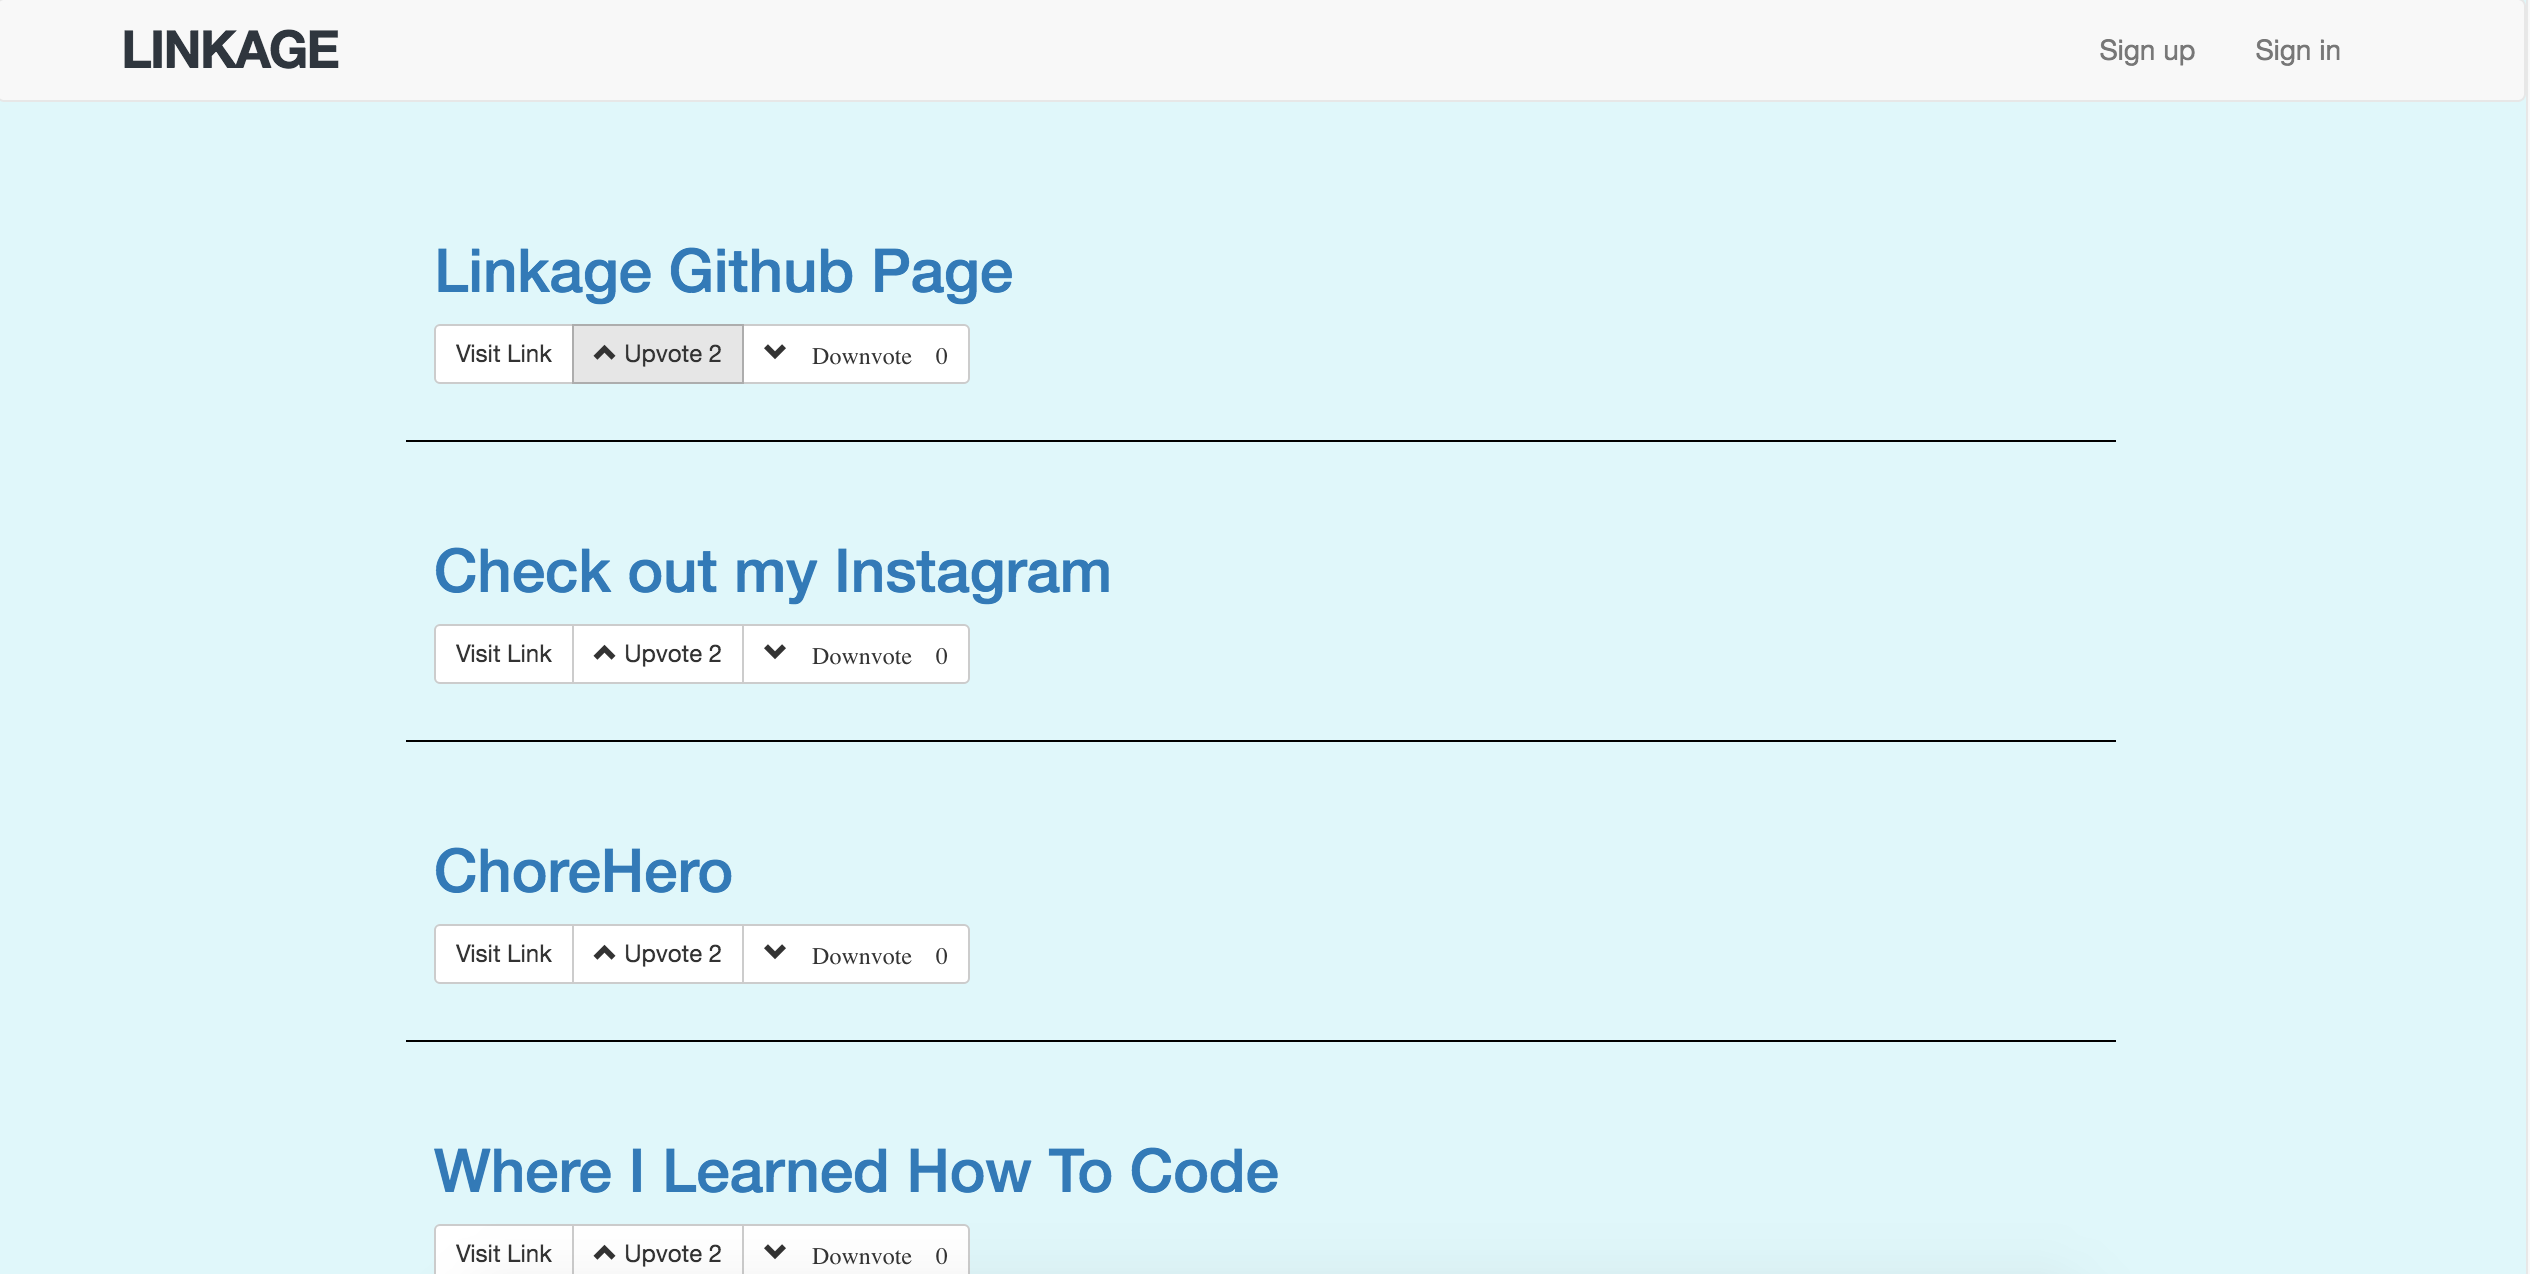 LINKAGE Sign up Sign in
Linkage Github Page
Visit Link Upvote 2 Downvote 0
Check out my Instagram
Visit Link Upvote 2 Downvote 0
ChoreHero
Visit Link Upvote 2 Downvote 0
Where I Learned How To Code
Visit Link Upvote 2 Downvote 0